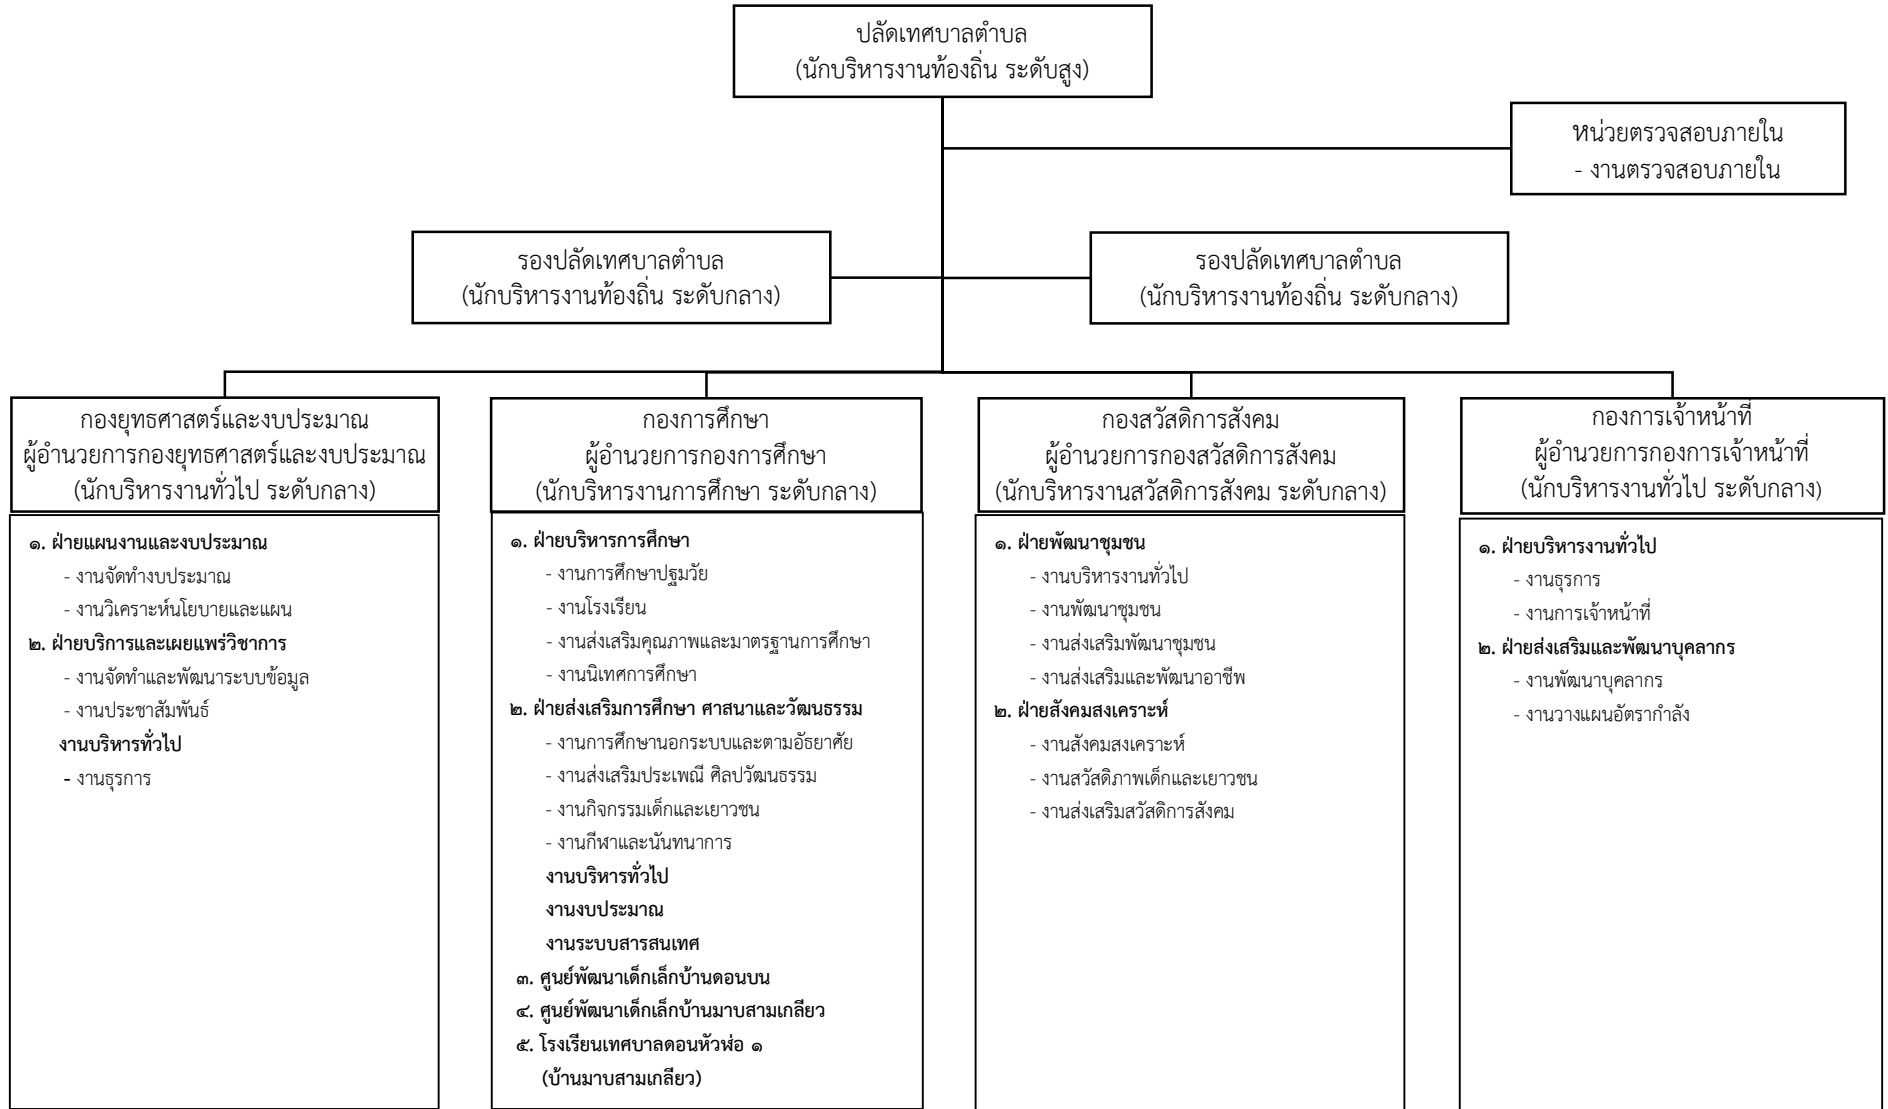 ปลัดเทศบาลตำบล
(นักบริหารงานท้องถิ่น ระดับสูง)
หน่วยตรวจสอบภายใน
- งานตรวจสอบภายใน
รองปลัดเทศบาลตำบล
(นักบริหารงานท้องถิ่น ระดับกลาง)
รองปลัดเทศบาลตำบล
(นักบริหารงานท้องถิ่น ระดับกลาง)
กองยุทธศาสตร์และงบประมาณ
ผู้อำนวยการกองยุทธศาสตร์และงบประมาณ
(นักบริหารงานทั่วไป ระดับกลาง)
๑. ฝ่ายแผนงานและงบประมาณ
- งานจัดทำงบประมาณ
- งานวิเคราะห์นโยบายและแผน
๒. ฝ่ายบริการและเผยแพร่วิชาการ
- งานจัดทำและพัฒนาระบบข้อมูล
- งานประชาสัมพันธ์
งานบริหารทั่วไป
- งานธุรการ
กองการศึกษา
ผู้อำนวยการกองการศึกษา
(นักบริหารงานการศึกษา ระดับกลาง)
๑. ฝ่ายบริหารการศึกษา
- งานการศึกษาปฐมวัย
- งานโรงเรียน
- งานส่งเสริมคุณภาพและมาตรฐานการศึกษา
- งานนิเทศการศึกษา
๒. ฝ่ายส่งเสริมการศึกษา ศาสนาและวัฒนธรรม
- งานการศึกษานอกระบบและตามอัธยาศัย
- งานส่งเสริมประเพณี ศิลปวัฒนธรรม
- งานกิจกรรมเด็กและเยาวชน
- งานกีฬาและนันทนาการ
งานบริหารทั่วไป
งานงบประมาณ
งานระบบสารสนเทศ
๓. ศูนย์พัฒนาเด็กเล็กบ้านดอนบน
๔. ศูนย์พัฒนาเด็กเล็กบ้านมาบสามเกลียว
๕. โรงเรียนเทศบาลดอนหัวฬ่อ ๑
(บ้านมาบสามเกลียว)
กองสวัสดิการสังคม
ผู้อำนวยการกองสวัสดิการสังคม
(นักบริหารงานสวัสดิการสังคม ระดับกลาง)
๑. ฝ่ายพัฒนาชุมชน
- งานบริหารงานทั่วไป
- งานพัฒนาชุมชน
- งานส่งเสริมพัฒนาชุมชน
- งานส่งเสริมและพัฒนาอาชีพ
๒. ฝ่ายสังคมสงเคราะห์
- งานสังคมสงเคราะห์
- งานสวัสดิภาพเด็กและเยาวชน
- งานส่งเสริมสวัสดิการสังคม
กองการเจ้าหน้าที่
ผู้อำนวยการกองการเจ้าหน้าที่
(นักบริหารงานทั่วไป ระดับกลาง)
๑. ฝ่ายบริหารงานทั่วไป
- งานธุรการ
- งานการเจ้าหน้าที่
๒. ฝ่ายส่งเสริมและพัฒนาบุคลากร
- งานพัฒนาบุคลากร
- งานวางแผนอัตรากำลัง